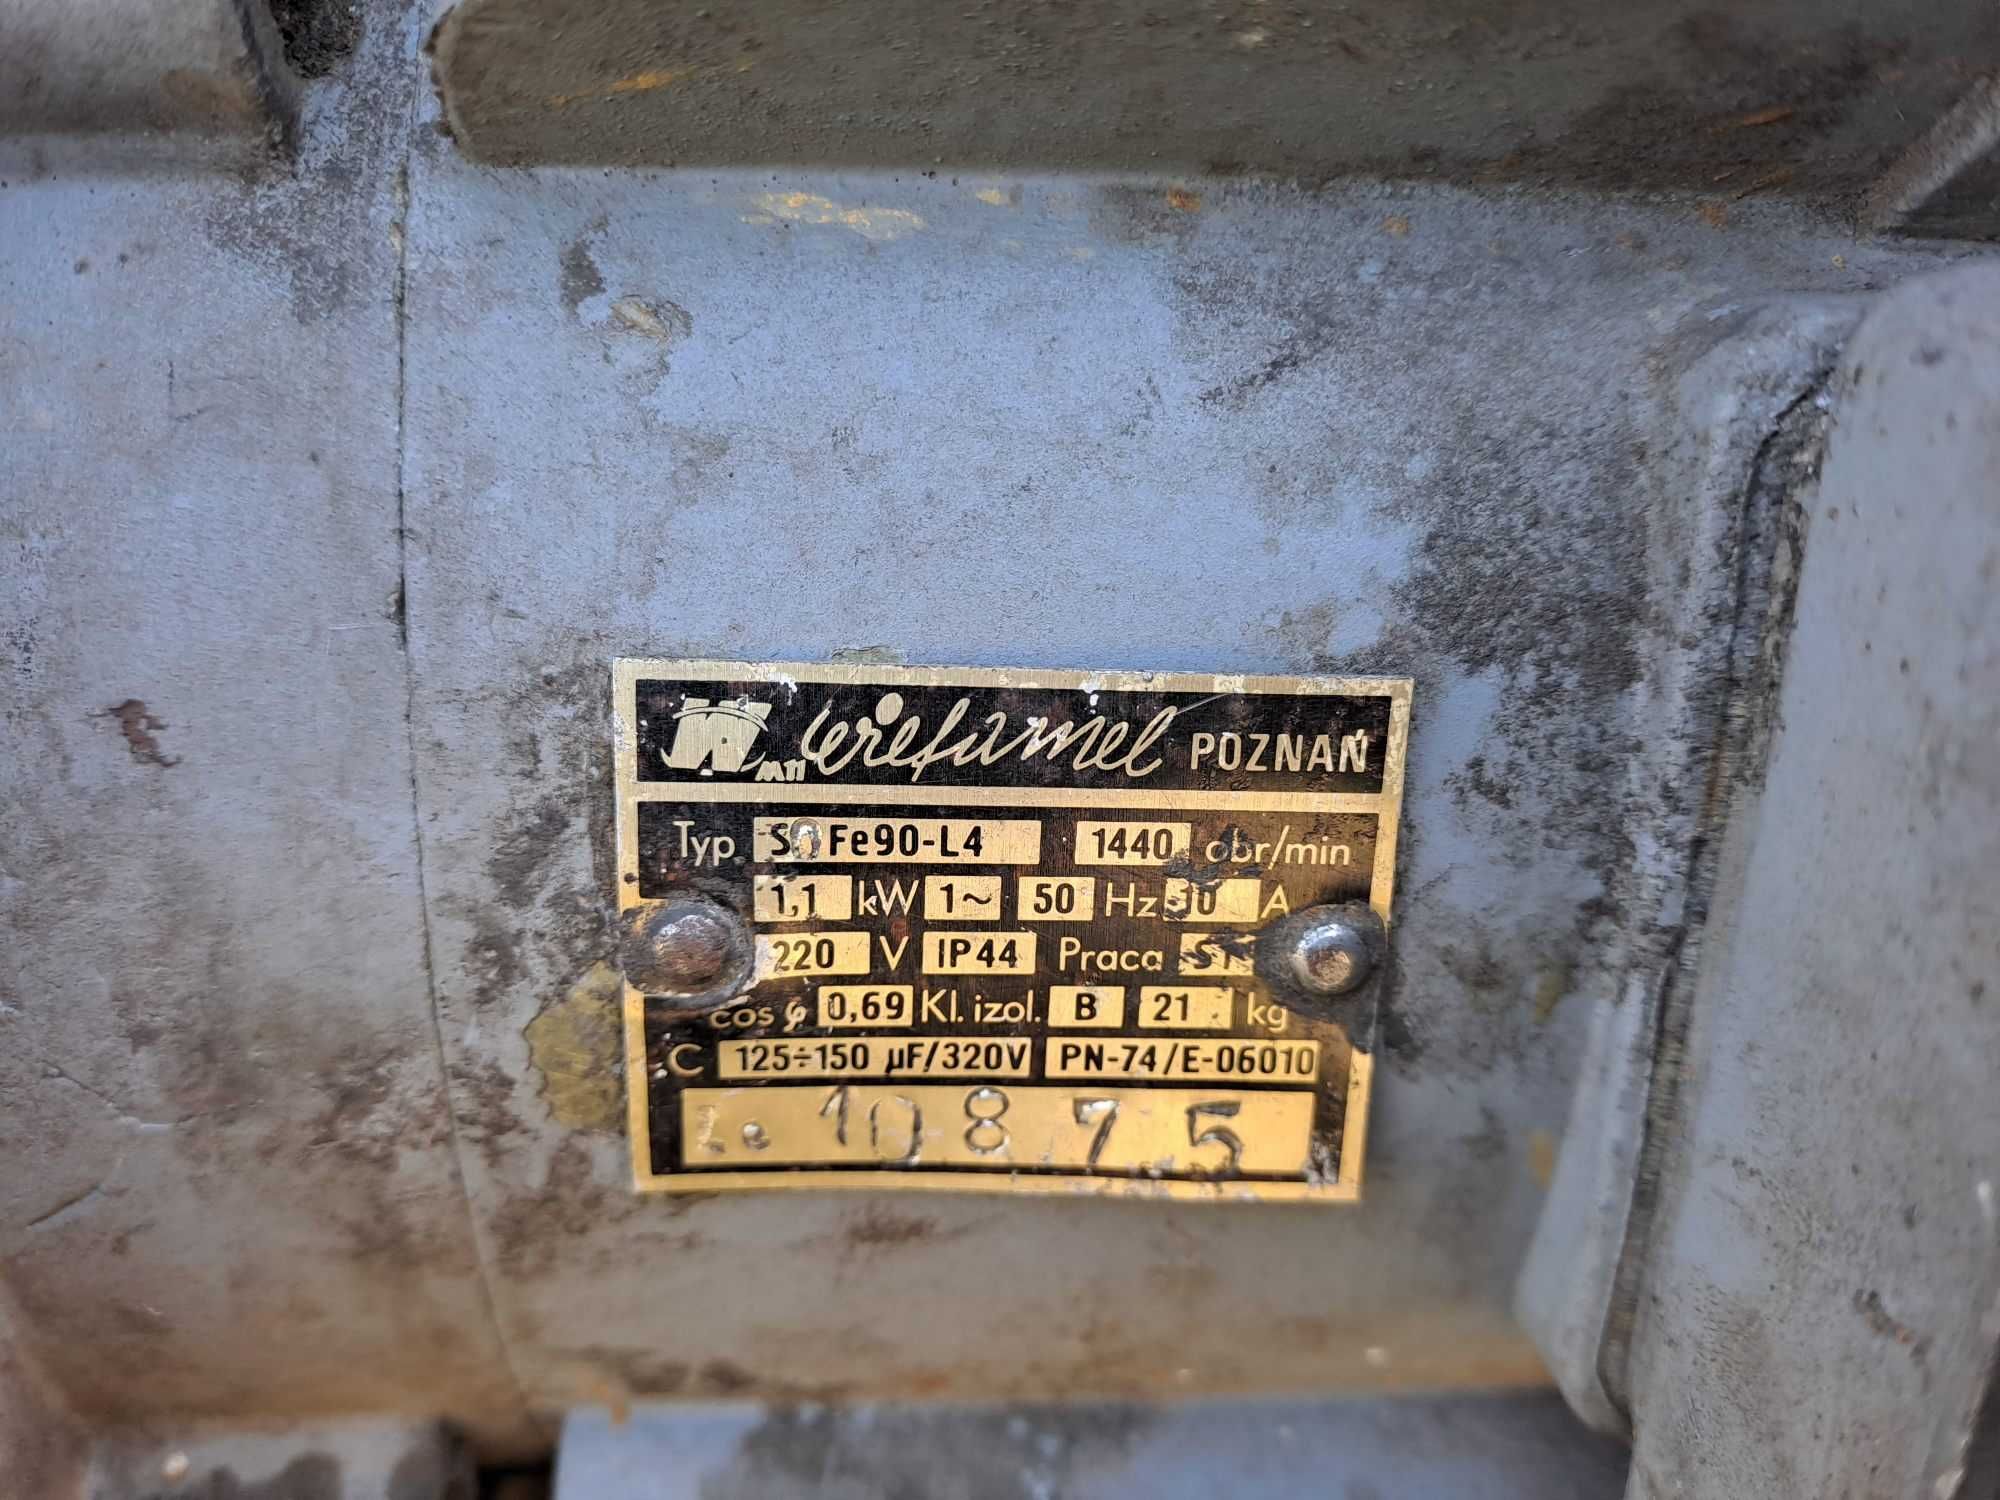 M11 Wiefamel POZNAŃ
Typ Fe90-L4 1440 obr/min
1,1 kW 1~ 50 Hz A
220 V IP44 Praca
cos φ 0,69 Kl. izol. B 21 kg
C 125÷150 µF/320V PN-74/E-06010
10875